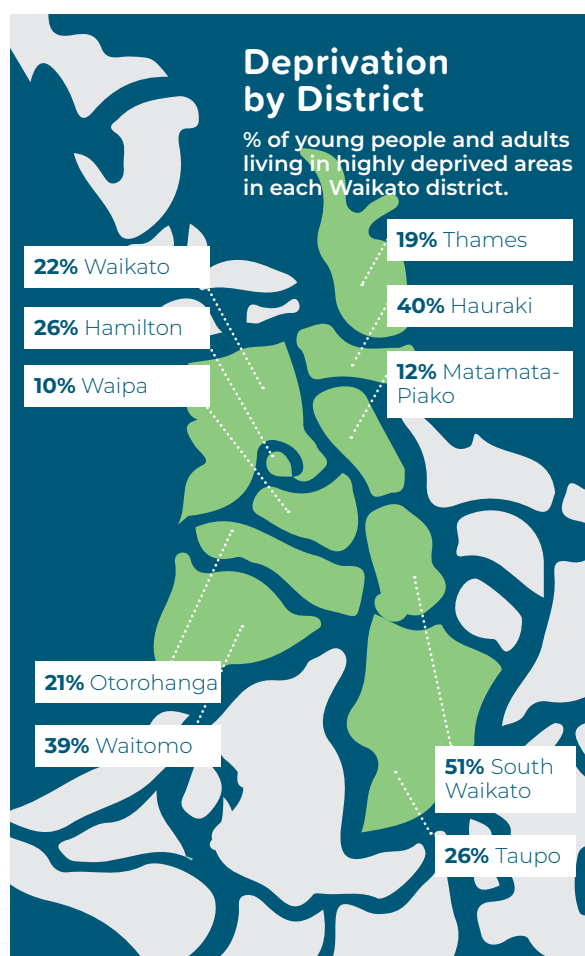 Deprivation
by District
% of young people and adults
living in highly deprived areas
in each Waikato district.
19% Thames
22% Waikato
40% Hauraki
26% Hamilton
12% Matamata-
Piako
10% Waipa
21% Otorohanga
39% Waitomo
51% South
Waikato
26% Taupo